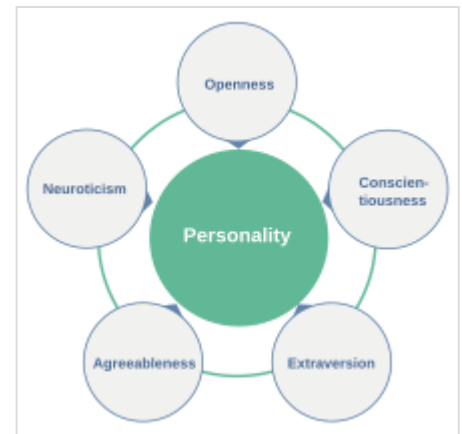 Openness
Neuroticism
Conscien-
tiousness
Personality
Agreeableness
Extraversion